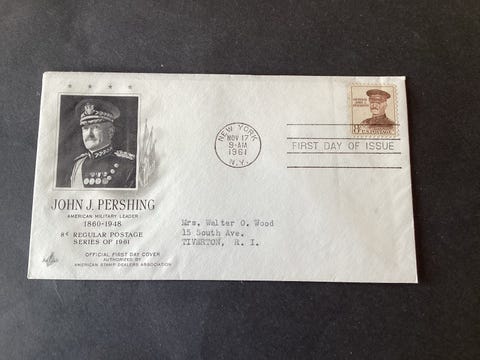 JOHN J. PERSHING
AMERICAN MILITARY LEADER
1860-1948
8¢ REGULAR POSTAGE
SERIES OF 1961
OFFICIAL FIRST DAY COVER
AUTHORIZED BY
AMERICAN STAMP DEALERS ASSOCIATION
NEW YORK
NOV 17
9-AM
1961
N.Y.
FIRST DAY OF ISSUE
8¢
U.S. POSTAGE
Mrs. Walter O. Wood
15 South Ave.
TIVERTON, R. I.